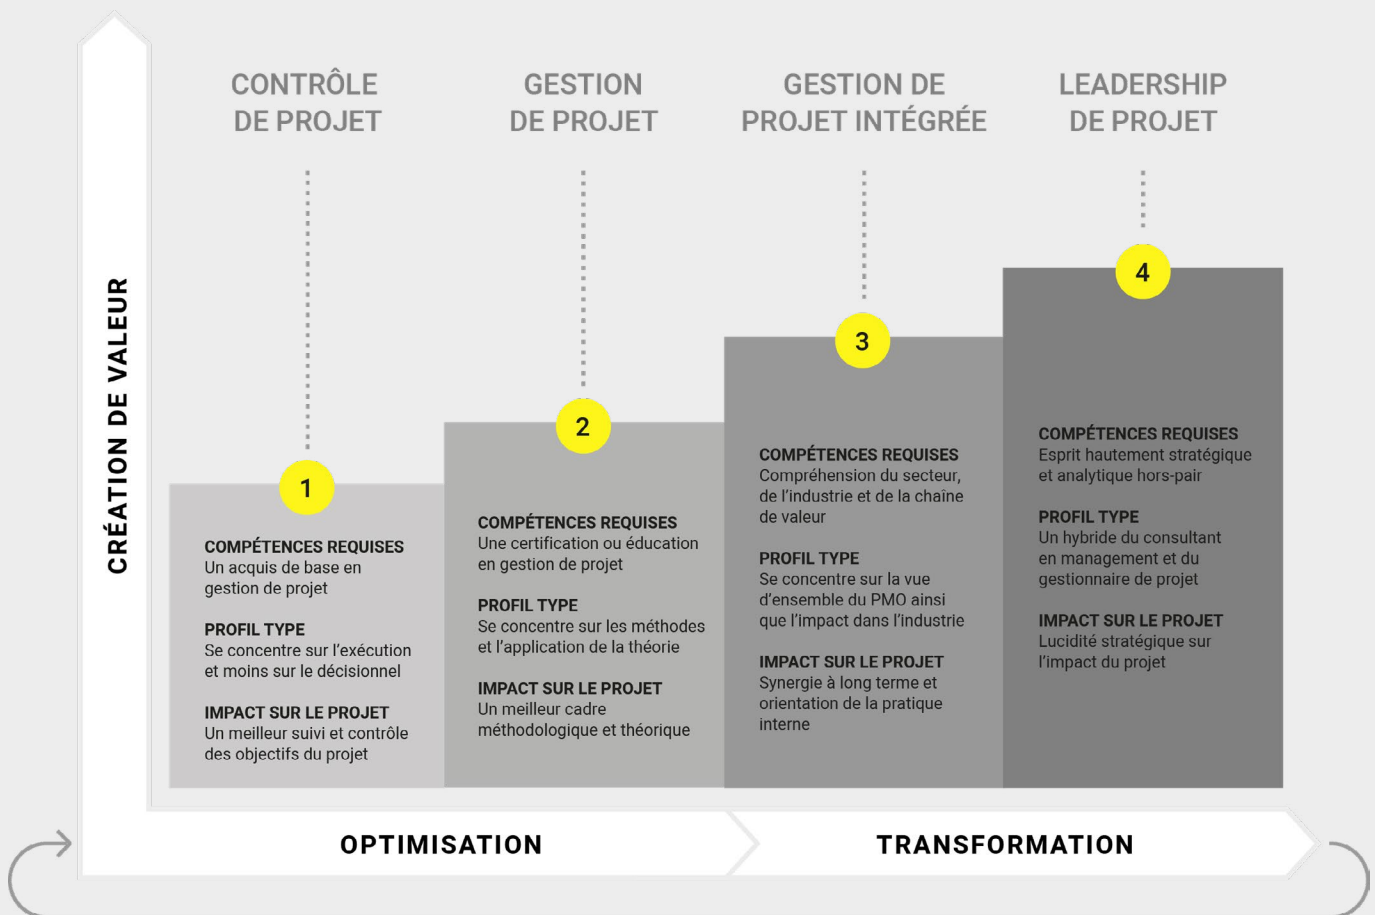 CONTRÔLE
DE PROJET
GESTION
DE PROJET
GESTION DE
PROJET INTÉGRÉE
LEADERSHIP
DE PROJET
CRÉATION DE VALEUR
1
COMPÉTENCES REQUISES
Un acquis de base en
gestion de projet
PROFIL TYPE
Se concentre sur l'exécution
et moins sur le décisionnel
IMPACT SUR LE PROJET
Un meilleur suivi et contrôle
des objectifs du projet
2
COMPÉTENCES REQUISES
Une certification ou éducation
en gestion de projet
PROFIL TYPE
Se concentre sur les méthodes
et l'application de la théorie
IMPACT SUR LE PROJET
Un meilleur cadre
méthodologique et théorique
3
COMPÉTENCES REQUISES
Compréhension du secteur,
de l'industrie et de la chaîne
de valeur
PROFIL TYPE
Se concentre sur la vue
d'ensemble du PMO ainsi
que l'impact dans l'industrie
IMPACT SUR LE PROJET
Synergie à long terme et
orientation de la pratique
interne
4
COMPÉTENCES REQUISES
Esprit hautement stratégique
et analytique hors-pair
PROFIL TYPE
Un hybride du consultant
en management et du
gestionnaire de projet
IMPACT SUR LE PROJET
Lucidité stratégique sur
l'impact du projet
OPTIMISATION
TRANSFORMATION